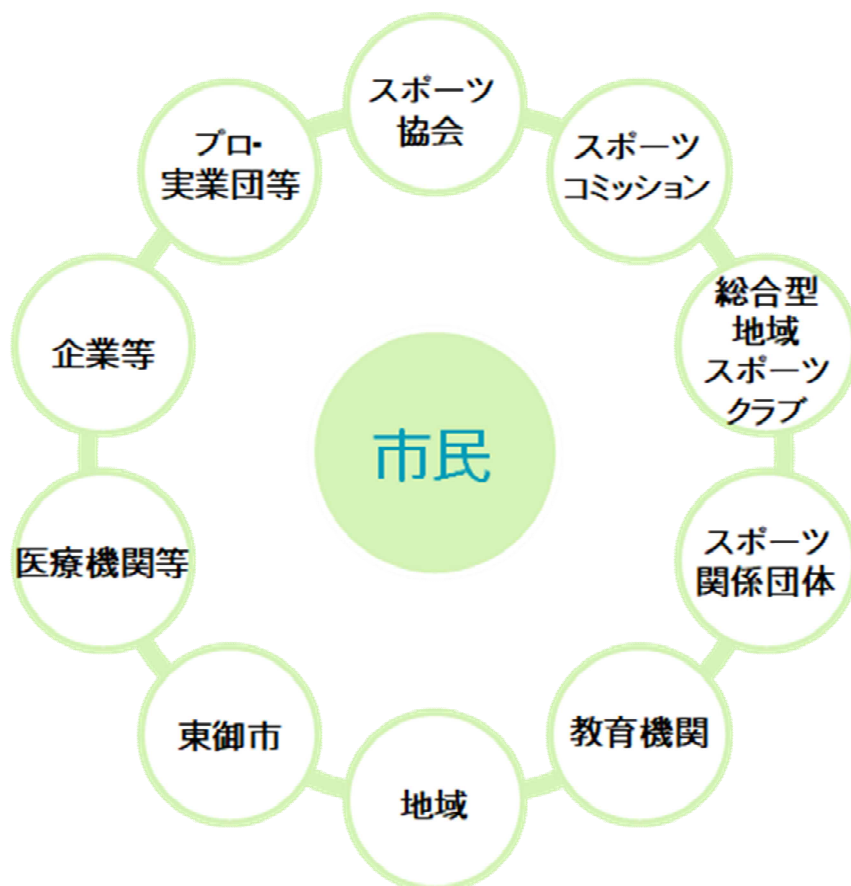 スポーツ
協会
スポーツ
コミッション
総合型
地域
スポーツ
クラブ
スポーツ
関係団体
教育機関
地域
東御市
医療機関等
企業等
プロ・
実業団等
市民